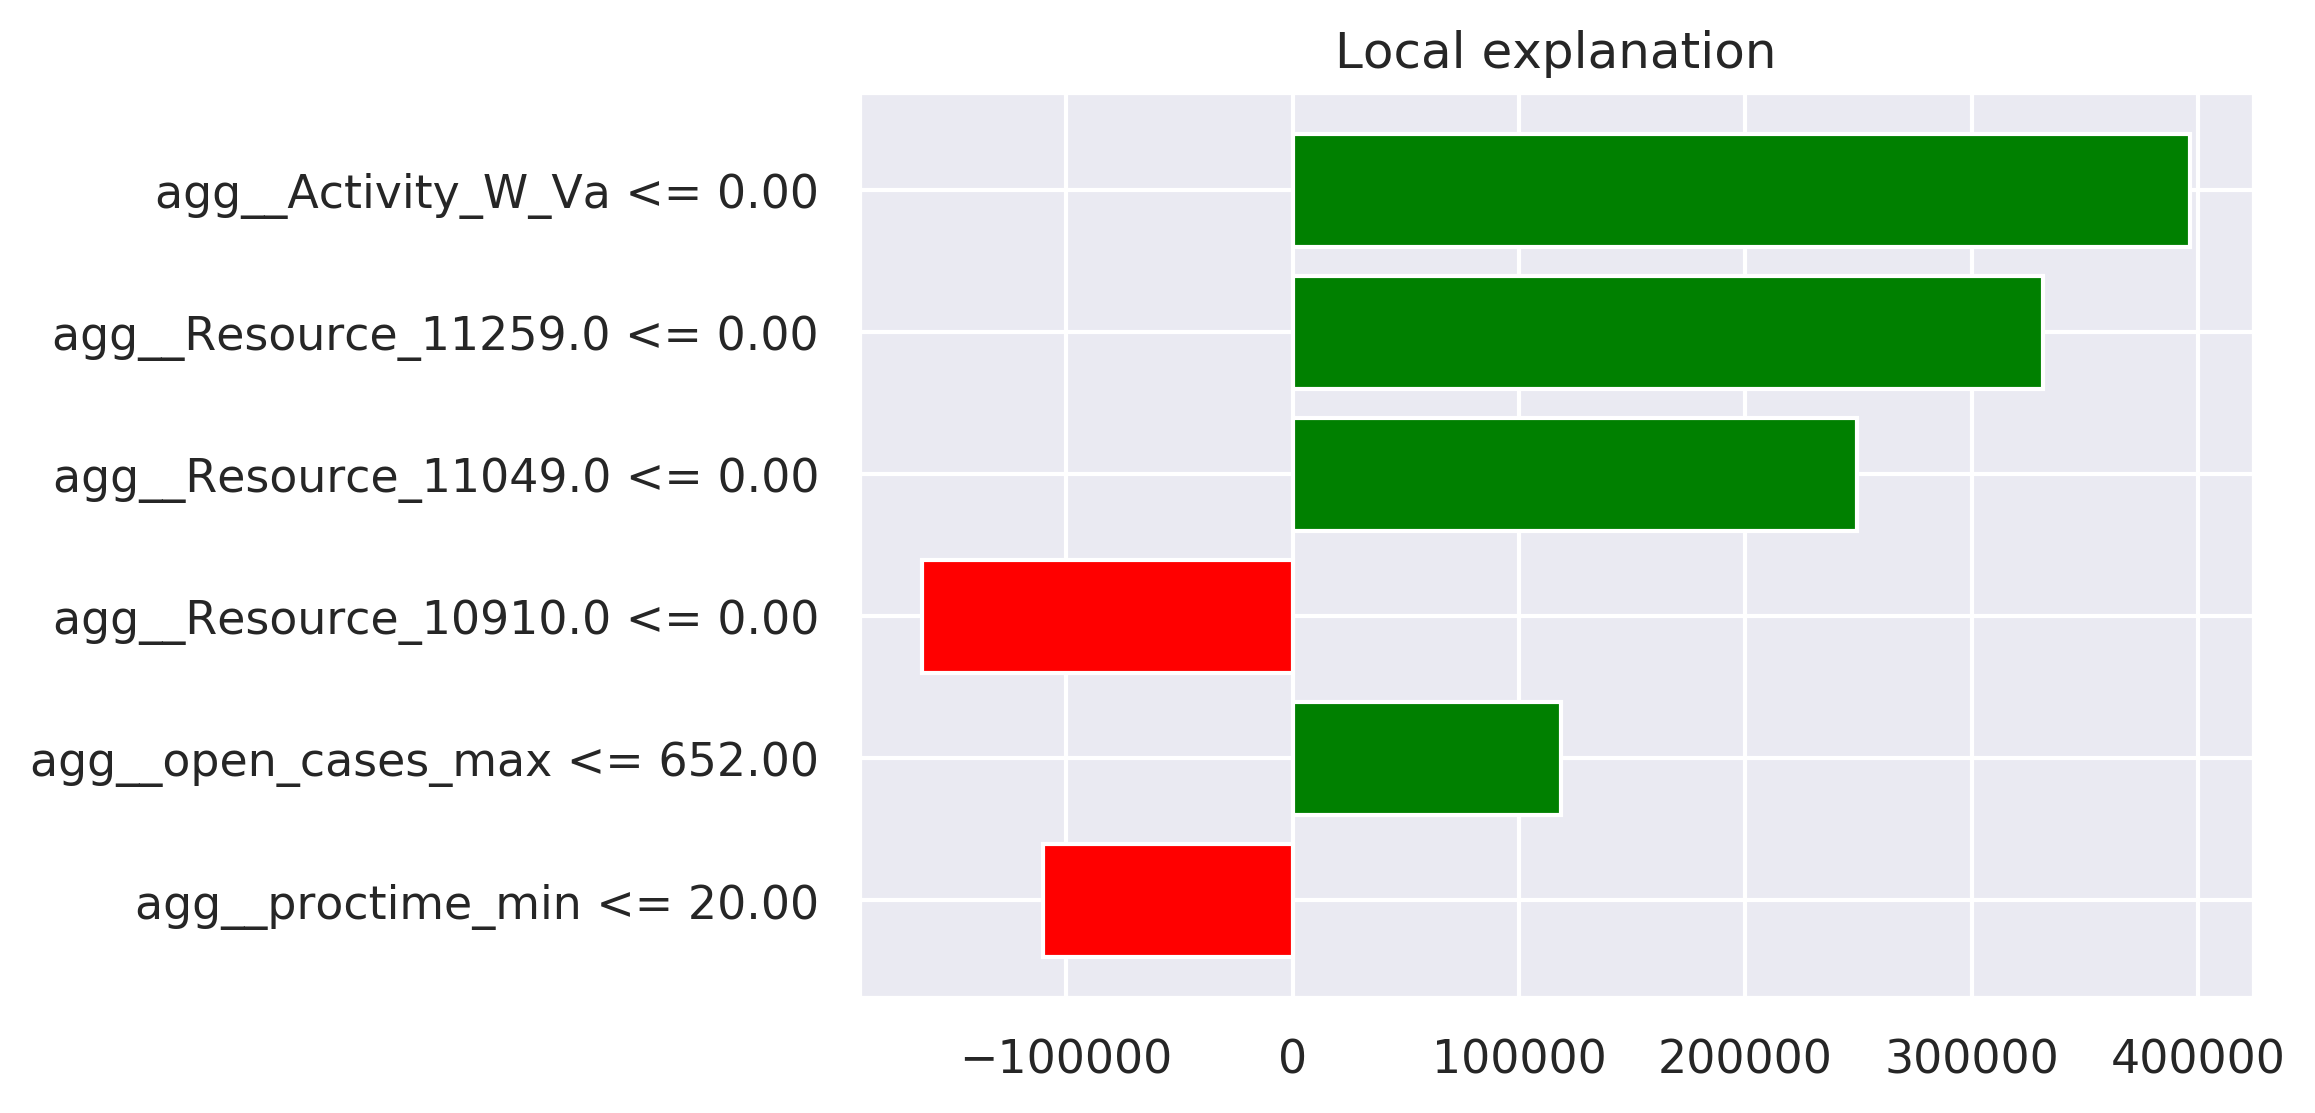 Local explanation
agg__Activity_W_Va <= 0.00
agg__Resource_11259.0 <= 0.00
agg__Resource_11049.0 <= 0.00
agg__Resource_10910.0 <= 0.00
agg__open_cases_max <= 652.00
agg__proctime_min <= 20.00
−100000 0 100000 200000 300000 400000